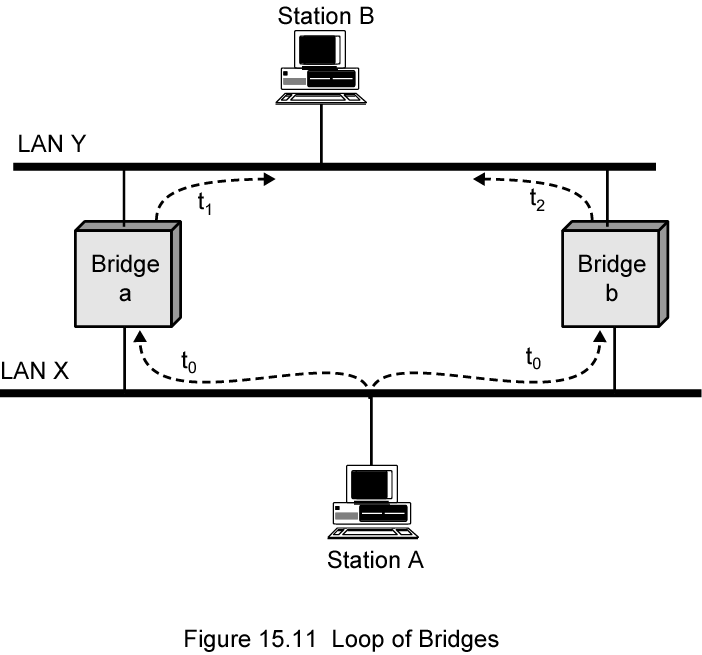 Station B
LAN Y
t1
t2
Bridge
a
Bridge
b
t0
t0
LAN X
Station A
Figure 15.11 Loop of Bridges